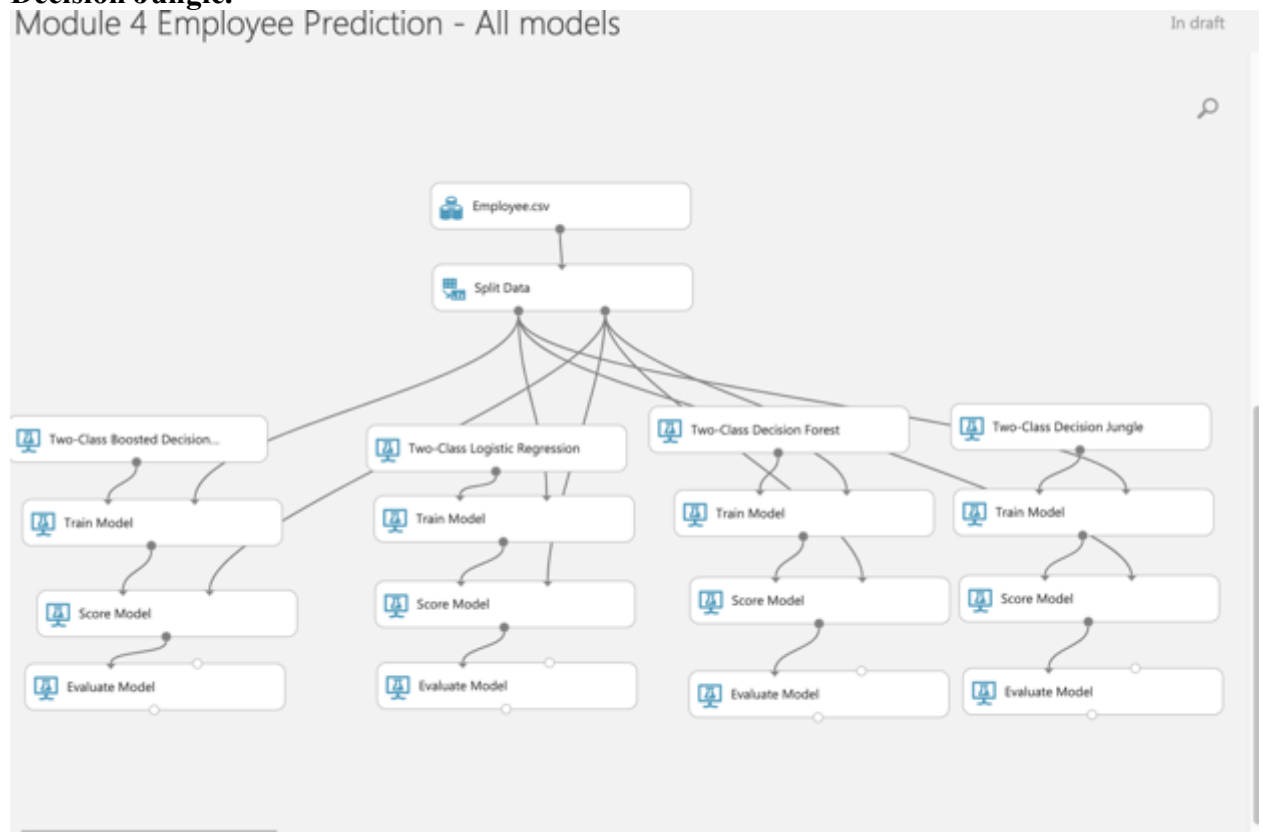 Decision Jungle.
Module 4 Employee Prediction - All models
In draft
Employee.csv
Split Data
Two-Class Boosted Decision...
Two-Class Logistic Regression
Two-Class Decision Forest
Two-Class Decision Jungle
Train Model
Train Model
Train Model
Train Model
Score Model
Score Model
Score Model
Score Model
Evaluate Model
Evaluate Model
Evaluate Model
Evaluate Model